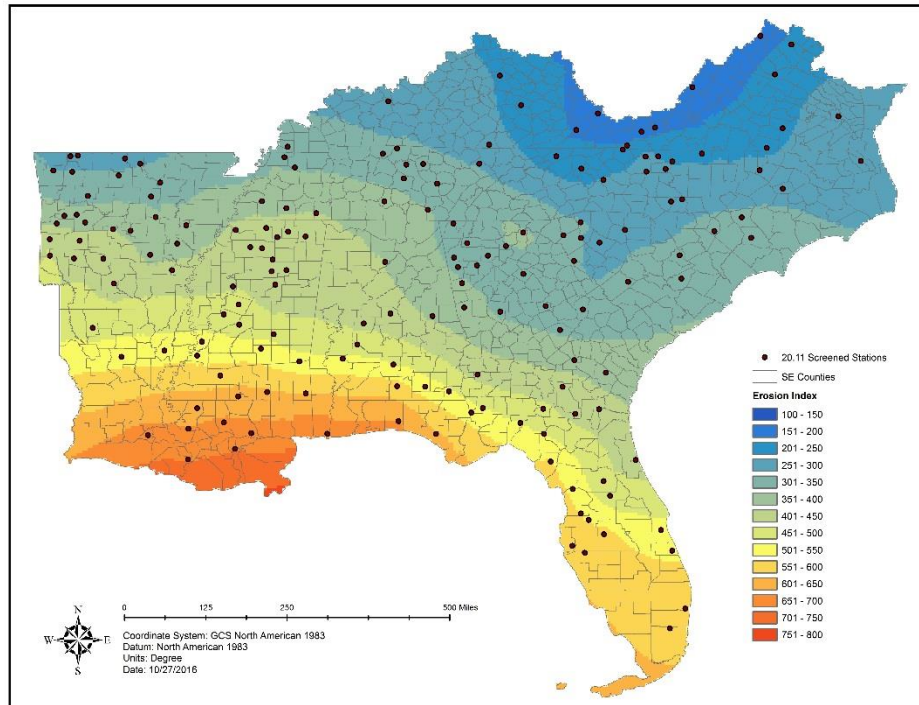 20.11 Screened Stations
SE Counties
Erosion Index
100 - 150
151 - 200
201 - 250
251 - 300
301 - 350
351 - 400
401 - 450
451 - 500
501 - 550
551 - 600
601 - 650
651 - 700
701 - 750
751 - 800
N
W E
S
0 125 250 500 Miles
Coordinate System: GCS North American 1983
Datum: North American 1983
Units: Degree
Date: 10/27/2016